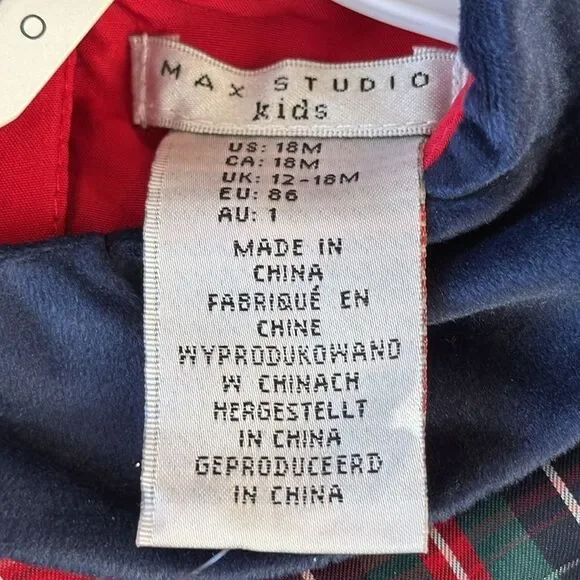 MAX STUDIO
kids
US: 18M
CA: 18M
UK: 12-18M
EU: 86
AU: 1
MADE IN
CHINA
FABRIQUÉ EN
CHINE
WYPRODUKOWANO
W CHINACH
HERGESTELLT
IN CHINA
GEPRODUCEERD
IN CHINA